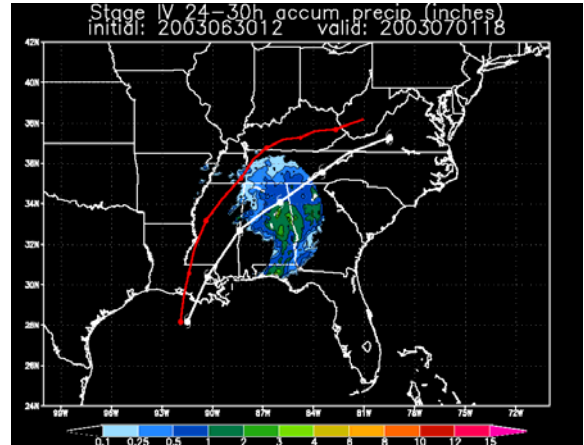 Stage IV 24-30h accum precip (inches)
initial: 2003063012 valid: 2003070118
42N
40N
38N
36N
34N
32N
30N
28N
26N
24N
99W 96W 93W 90W 87W 84W 81W 78W 75W 72W
0.1 0.25 0.5 1 2 3 4 6 8 10 12 15